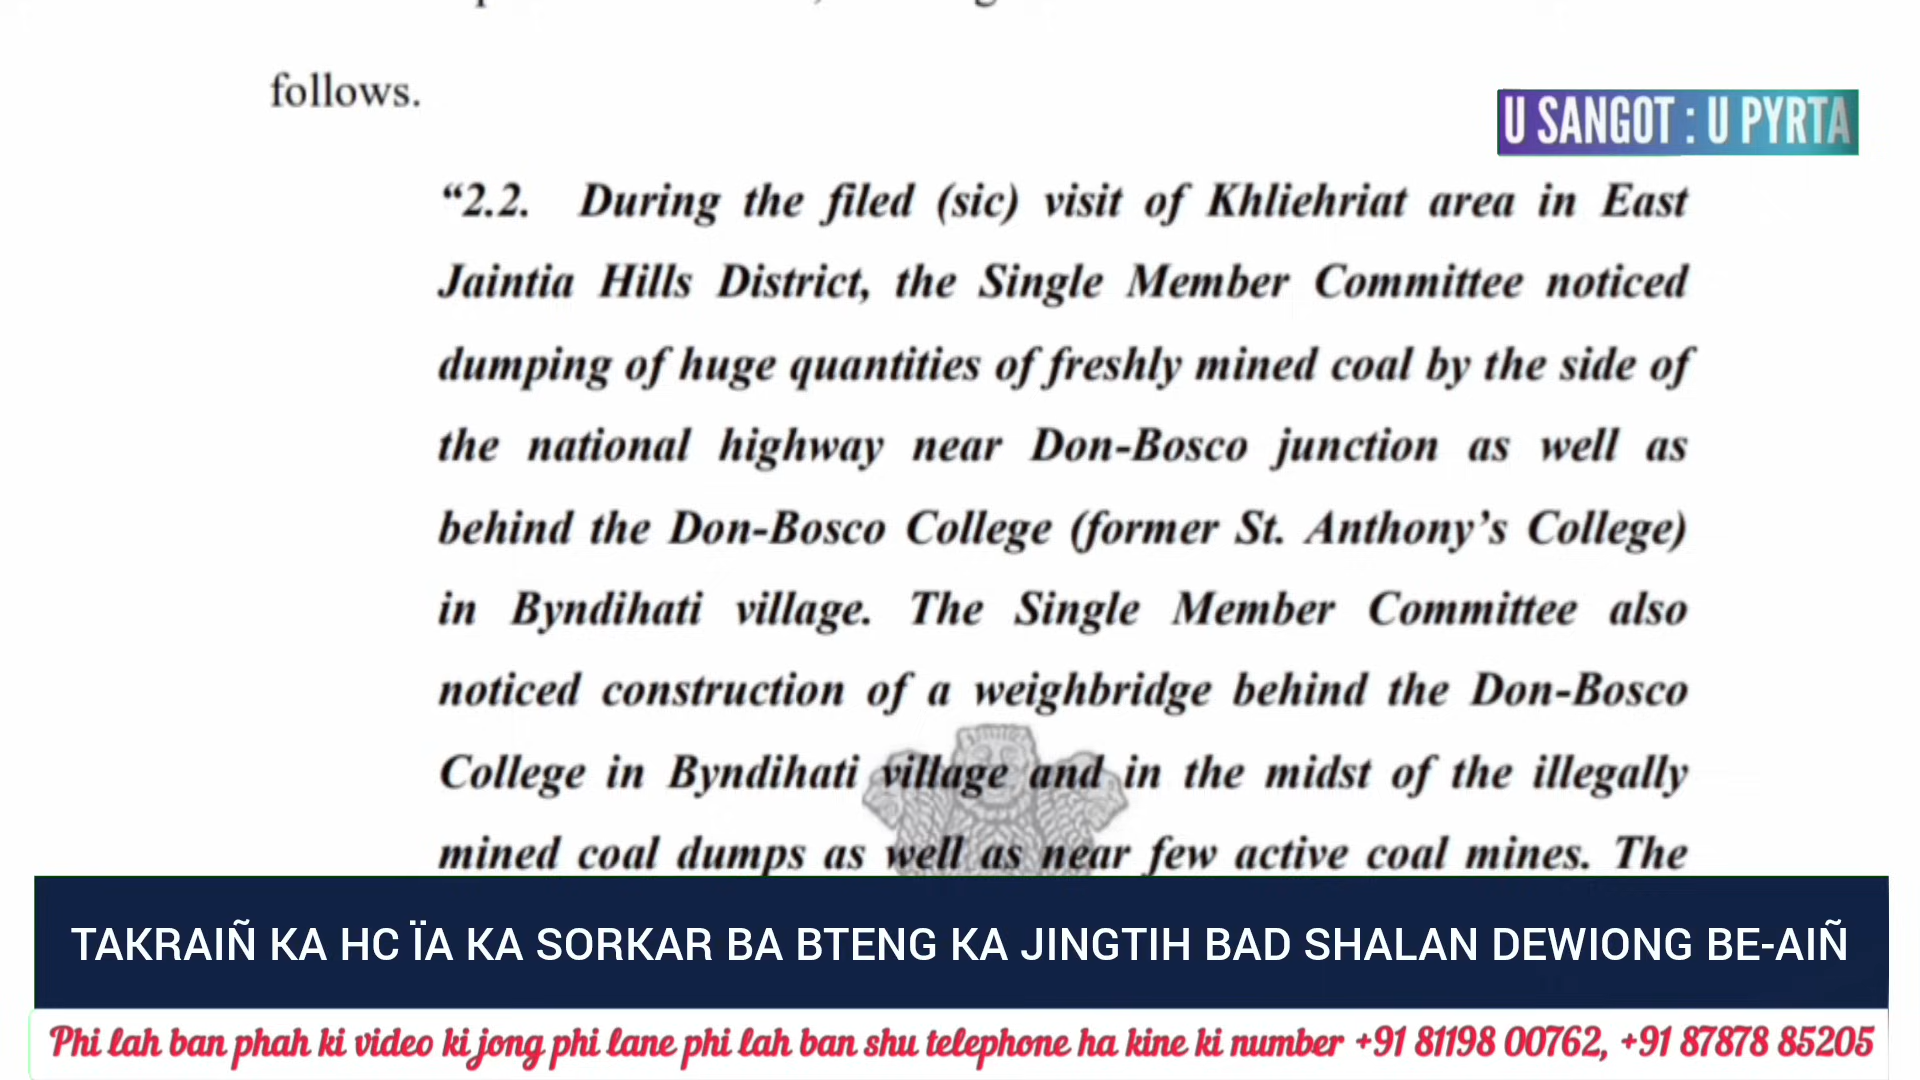 follows.
U SANGOT : U PYRTA
“2.2. During the filed (sic) visit of Khliehriat area in East
Jaintia Hills District, the Single Member Committee noticed
dumping of huge quantities of freshly mined coal by the side of
the national highway near Don-Bosco junction as well as
behind the Don-Bosco College (former St. Anthony’s College)
in Byndihati village. The Single Member Committee also
noticed construction of a weighbridge behind the Don-Bosco
College in Byndihati village and in the midst of the illegally
mined coal dumps as well as near few active coal mines. The
TAKRAIÑ KA HC ÏA KA SORKAR BA BTENG KA JINGTIH BAD SHALAN DEWIONG BE-AIÑ
Phi lah ban phah ki video ki jong phi lane phi lah ban shu telephone ha kine ki number +91 81198 00762, +91 87878 85205